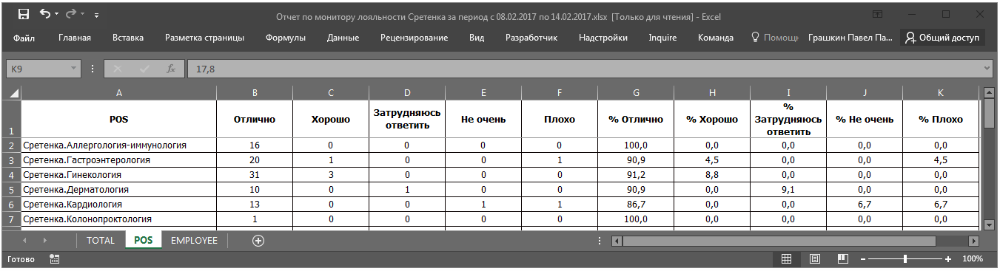 Отчет по монитору лояльности Сретенка за период с 08.02.2017 по 14.02.2017.xlsx [Только для чтения] - Excel
Файл Главная Вставка Разметка страницы Формулы Данные Рецензирование Вид Разработчик Надстройки Inquire Команда Помощь Грашкин Павел Па... Общий доступ
K9 fx 17,8
A B C D E F G H I J K
1 POS Отлично Хорошо Затрудняюсь ответить Не очень Плохо % Отлично % Хорошо % Затрудняюсь ответить % Не очень % Плохо
2 Сретенка.Аллергология-иммунология 16 0 0 0 0 100,0 0,0 0,0 0,0 0,0
3 Сретенка.Гастроэнтерология 20 1 0 0 1 90,9 4,5 0,0 0,0 4,5
4 Сретенка.Гинекология 31 3 0 0 0 91,2 8,8 0,0 0,0 0,0
5 Сретенка.Дерматология 10 0 1 0 0 90,9 0,0 9,1 0,0 0,0
6 Сретенка.Кардиология 13 0 0 1 1 86,7 0,0 0,0 6,7 6,7
7 Сретенка.Колонопроктология 1 0 0 0 0 100,0 0,0 0,0 0,0 0,0
TOTAL POS EMPLOYEE
Готово 100%